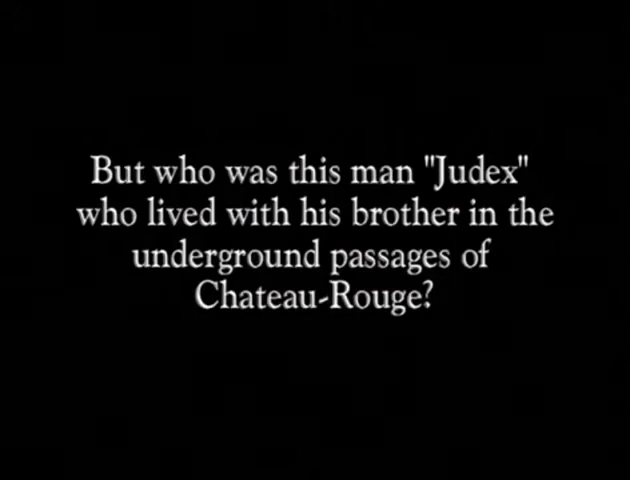 But who was this man "Judex"
who lived with his brother in the
underground passages of
Chateau-Rouge?